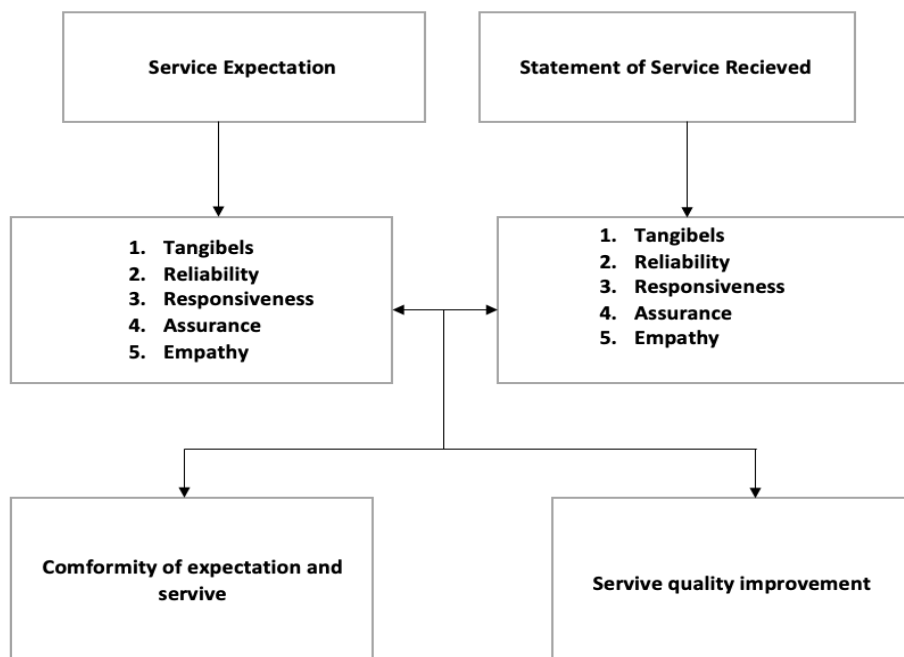 Service Expectation
Statement of Service Recieved
1. Tangibels
2. Reliability
3. Responsiveness
4. Assurance
5. Empathy
1. Tangibels
2. Reliability
3. Responsiveness
4. Assurance
5. Empathy
Comformity of expectation and
servive
Servive quality improvement